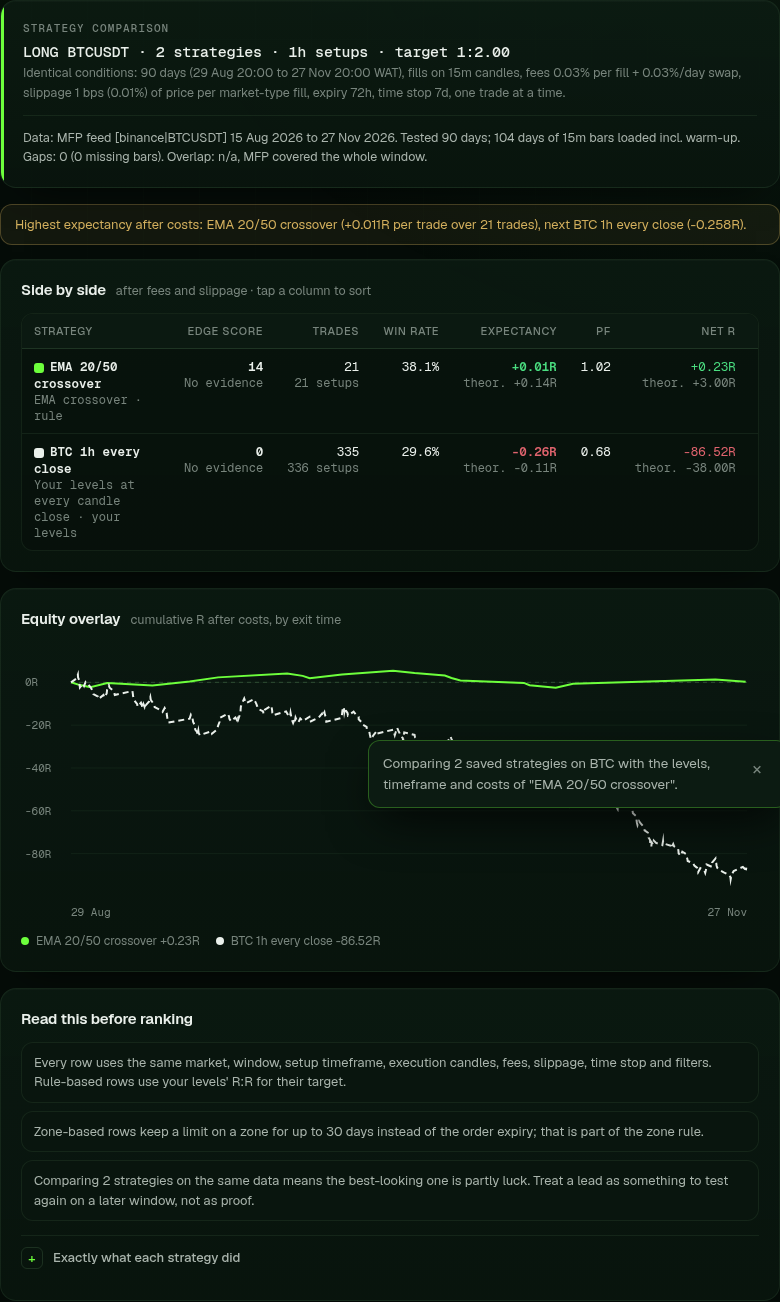 STRATEGY COMPARISON
LONG BTCUSDT · 2 strategies · 1h setups · target 1:2.00
Identical conditions: 90 days (29 Aug 20:00 to 27 Nov 20:00 WAT), fills on 15m candles, fees 0.03% per fill + 0.03%/day swap,
slippage 1 bps (0.01%) of price per market-type fill, expiry 72h, time stop 7d, one trade at a time.
Data: MFP feed [binance|BTCUSDT] 15 Aug 2026 to 27 Nov 2026. Tested 90 days; 104 days of 15m bars loaded incl. warm-up.
Gaps: 0 (0 missing bars). Overlap: n/a, MFP covered the whole window.
Highest expectancy after costs: EMA 20/50 crossover (+0.011R per trade over 21 trades), next BTC 1h every close (-0.258R).
Side by side after fees and slippage · tap a column to sort
STRATEGY EDGE SCORE TRADES WIN RATE EXPECTANCY PF NET R
EMA 20/50 14 21 38.1% +0.01R 1.02 +0.23R
crossover No evidence 21 setups theor. +0.14R theor. +3.00R
EMA crossover ·
rule
BTC 1h every 0 335 29.6% -0.26R 0.68 -86.52R
close No evidence 336 setups theor. -0.11R theor. -38.00R
Your levels at
every candle
close · your
levels
Equity overlay cumulative R after costs, by exit time
0R
-20R
-40R
-60R
-80R
Comparing 2 saved strategies on BTC with the levels, ×
timeframe and costs of "EMA 20/50 crossover".
29 Aug 27 Nov
EMA 20/50 crossover +0.23R BTC 1h every close -86.52R
Read this before ranking
Every row uses the same market, window, setup timeframe, execution candles, fees, slippage, time stop and filters.
Rule-based rows use your levels' R:R for their target.
Zone-based rows keep a limit on a zone for up to 30 days instead of the order expiry; that is part of the zone rule.
Comparing 2 strategies on the same data means the best-looking one is partly luck. Treat a lead as something to test
again on a later window, not as proof.
+ Exactly what each strategy did